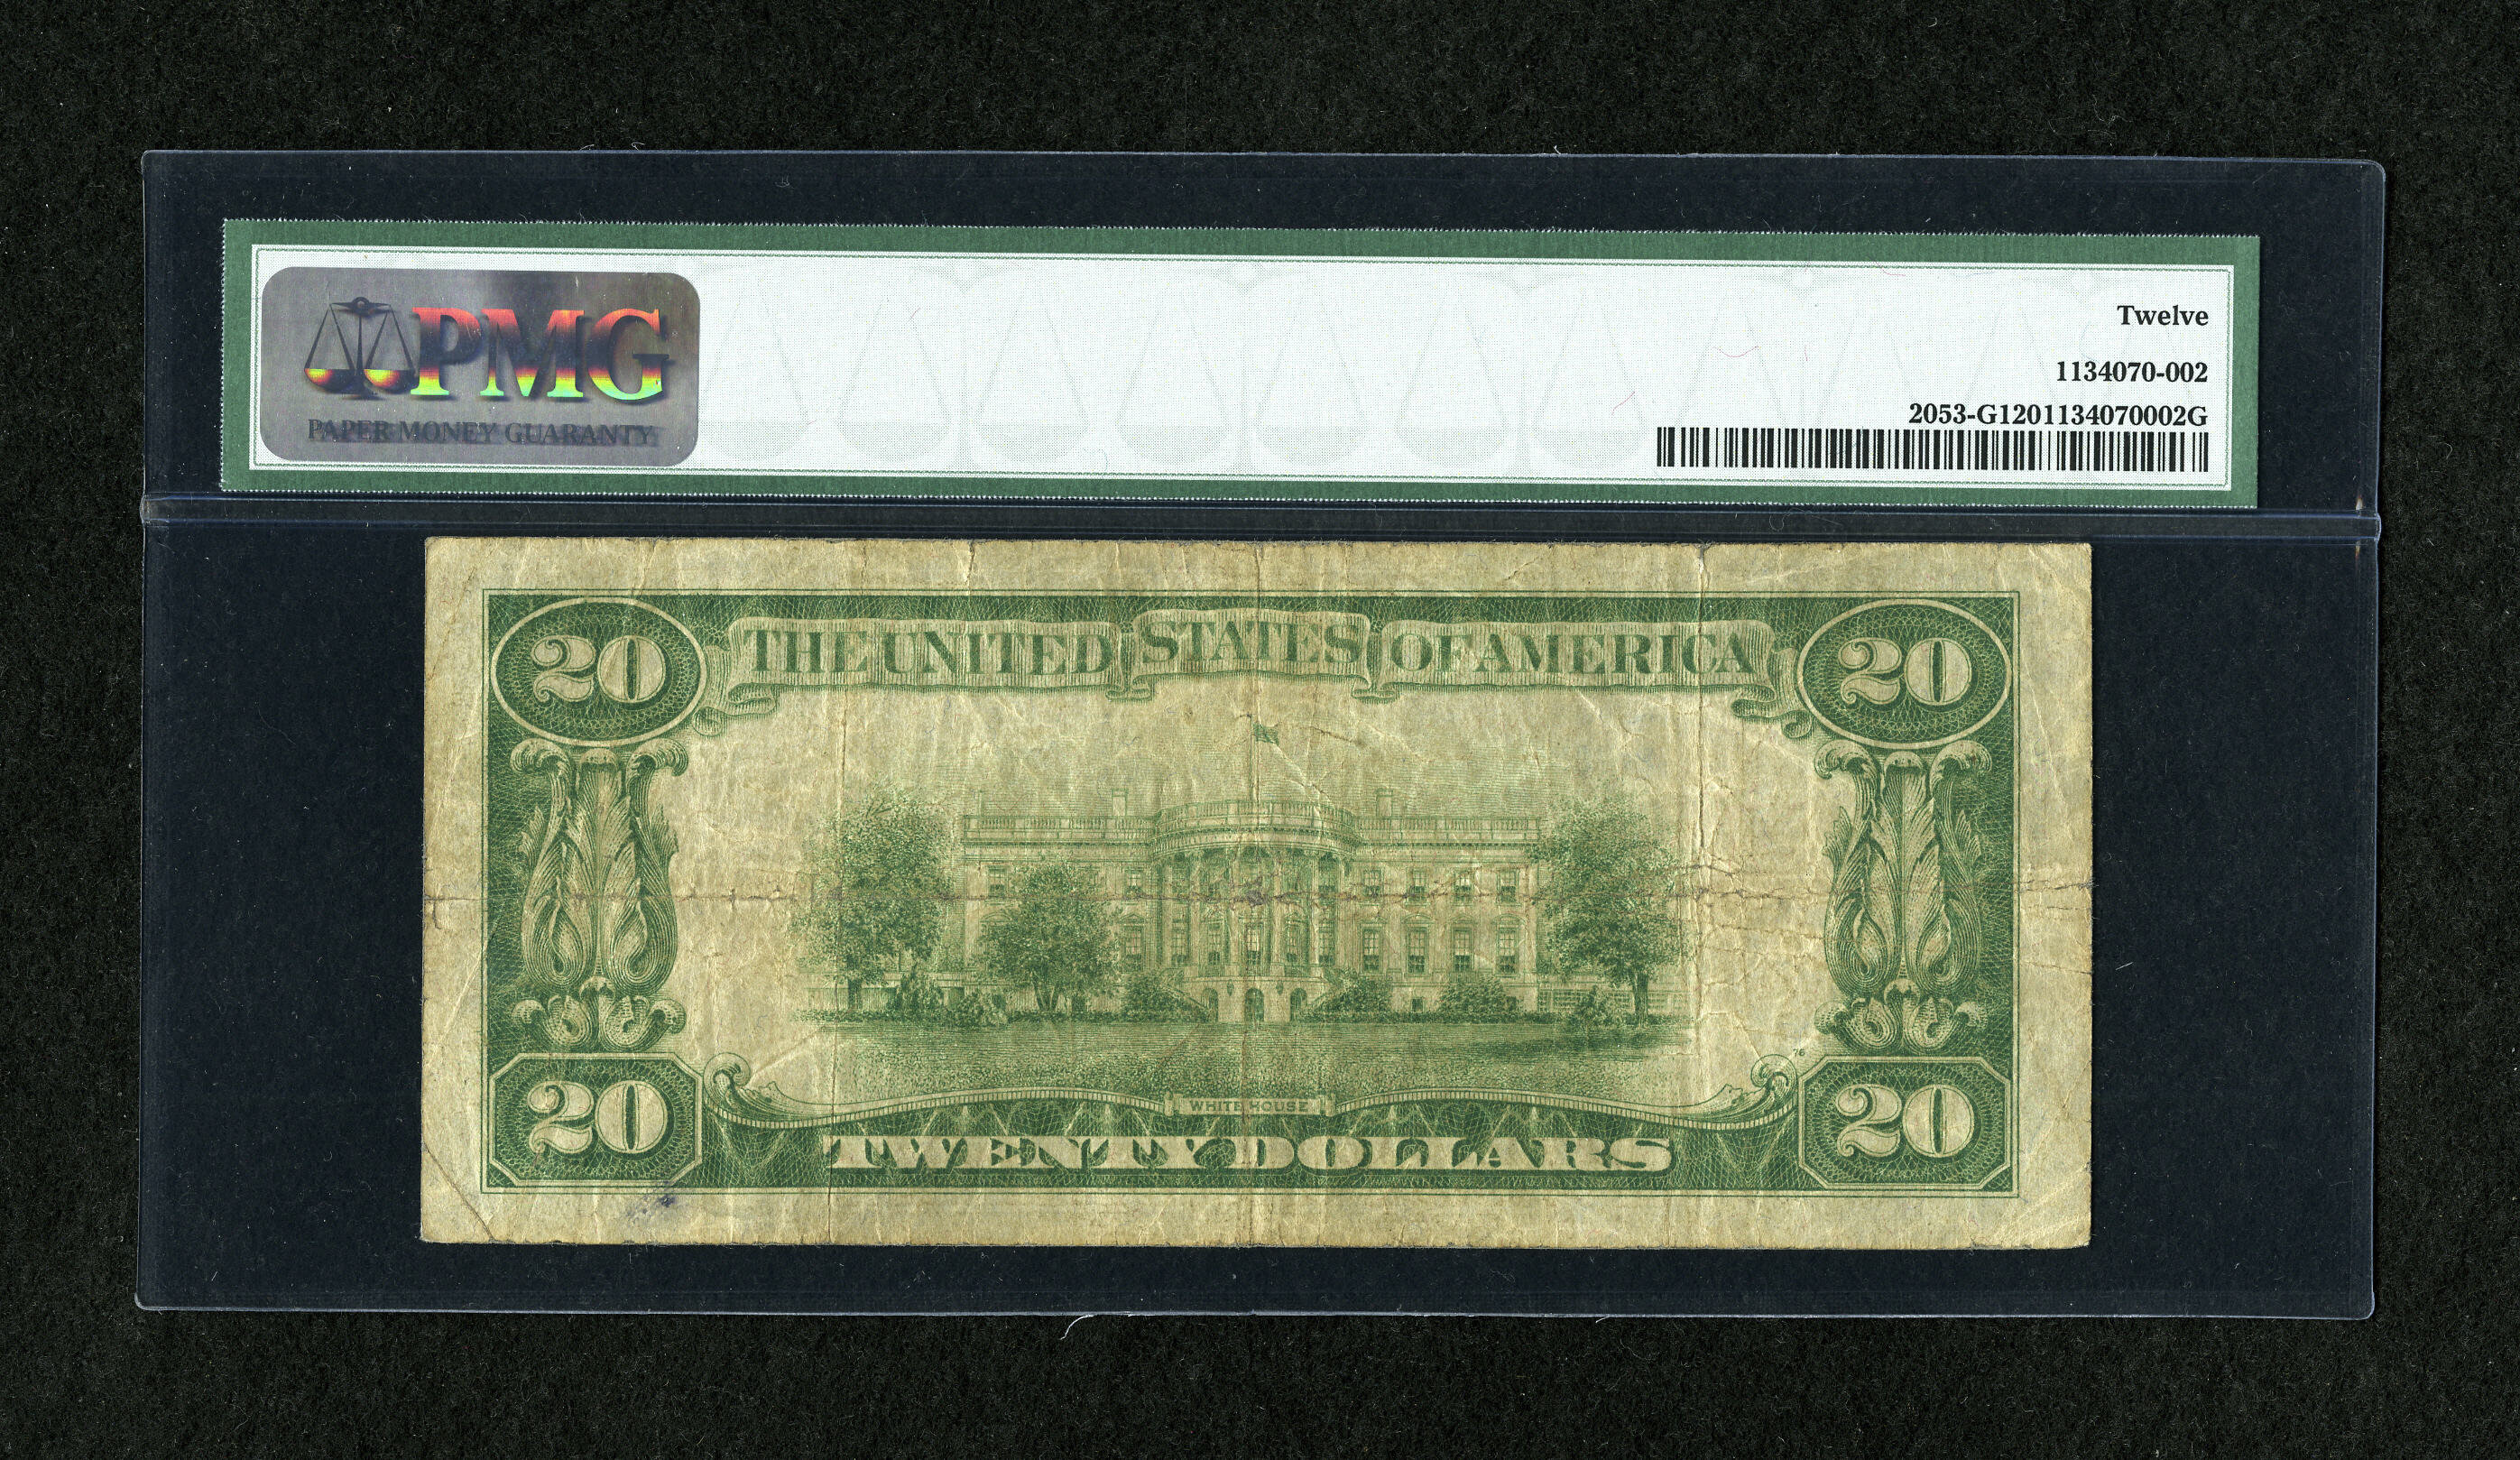 PMG
PAPER MONEY GUARANTY
Twelve
1134070-002
2053-G1201134070002G
20 THE UNITED STATES OF AMERICA 20
76
WHITE HOUSE
20 TWENTY DOLLARS 20